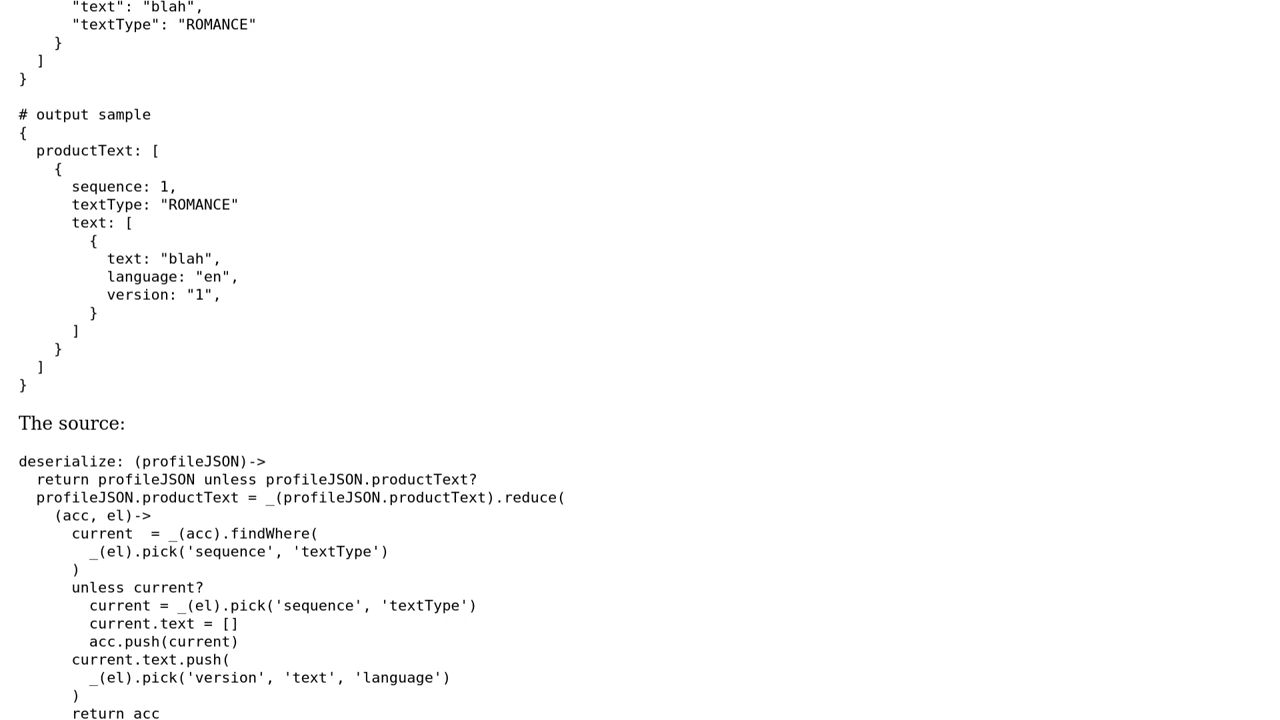 "text": "blah",
      "textType": "ROMANCE"
    }
  ]
}

# output sample
{
  productText: [
    {
      sequence: 1,
      textType: "ROMANCE"
      text: [
        {
          text: "blah",
          language: "en",
          version: "1",
        }
      ]
    }
  ]
}
The source:
deserialize: (profileJSON)->
  return profileJSON unless profileJSON.productText?
  profileJSON.productText = _(profileJSON.productText).reduce(
    (acc, el)->
      current  = _(acc).findWhere(
        _(el).pick('sequence', 'textType')
      )
      unless current?
        current = _(el).pick('sequence', 'textType')
        current.text = []
        acc.push(current)
      current.text.push(
        _(el).pick('version', 'text', 'language')
      )
      return acc